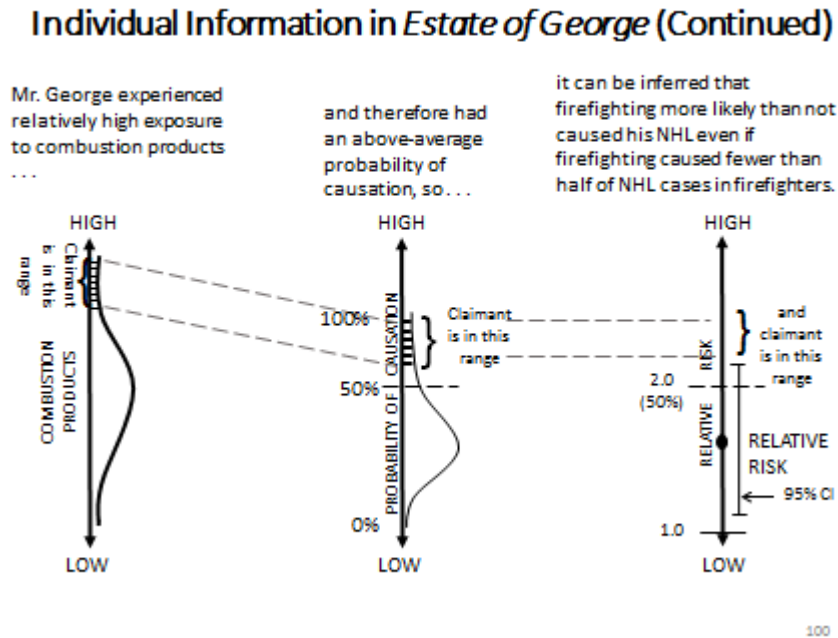 Individual Information in Estate of George (Continued)
Mr. George experienced
relatively high exposure
to combustion products
. . .
and therefore had
an above-average
probability of
causation, so . . .
it can be inferred that
firefighting more likely than not
caused his NHL even if
firefighting caused fewer than
half of NHL cases in firefighters.
HIGH
Claimant
is in this
range
COMBUSTION
PRODUCTS
LOW
HIGH
100%
50%
0%
PROBABILITY OF CAUSATION
Claimant
is in this
range
LOW
HIGH
RELATIVE RISK
2.0
(50%)
1.0
and
claimant
is in this
range
RELATIVE
RISK
95% CI
LOW
100